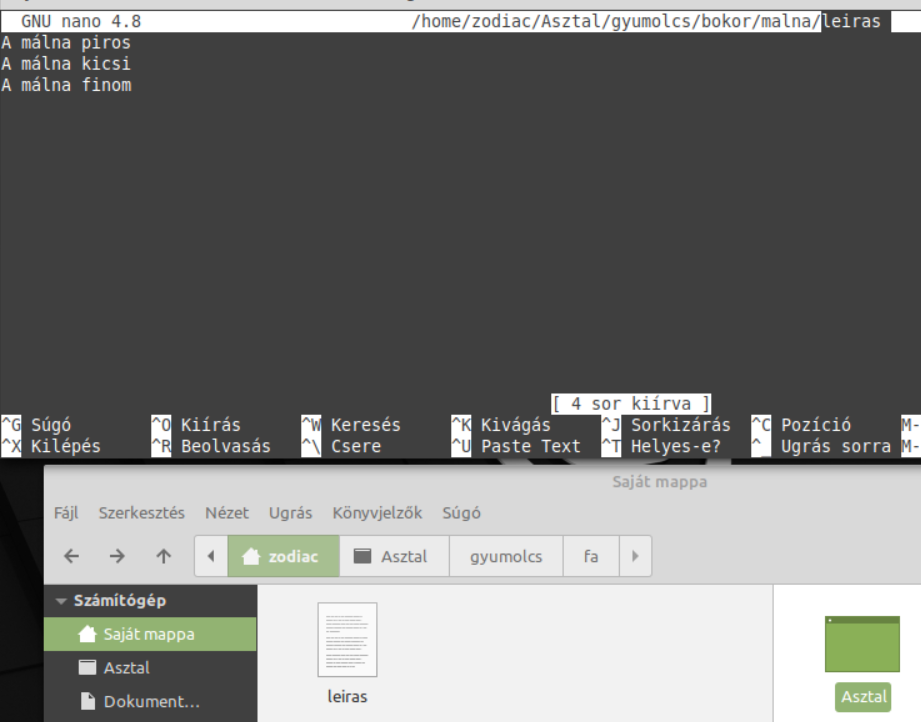 GNU nano 4.8 /home/zodiac/Asztal/gyumolcs/bokor/malna/leiras
A málna piros
A málna kicsi
A málna finom
[ 4 sor kiírva ]
^G Súgó ^O Kiírás ^W Keresés ^K Kivágás ^J Sorkizárás ^C Pozíció M-
^X Kilépés ^R Beolvasás ^\ Csere ^U Paste Text ^T Helyes-e? ^_ Ugrás sorra M-
Saját mappa
Fájl Szerkesztés Nézet Ugrás Könyvjelzők Súgó
zodiac Asztal gyumolcs fa
Számítógép
Saját mappa
Asztal
Dokument...
leiras
Asztal